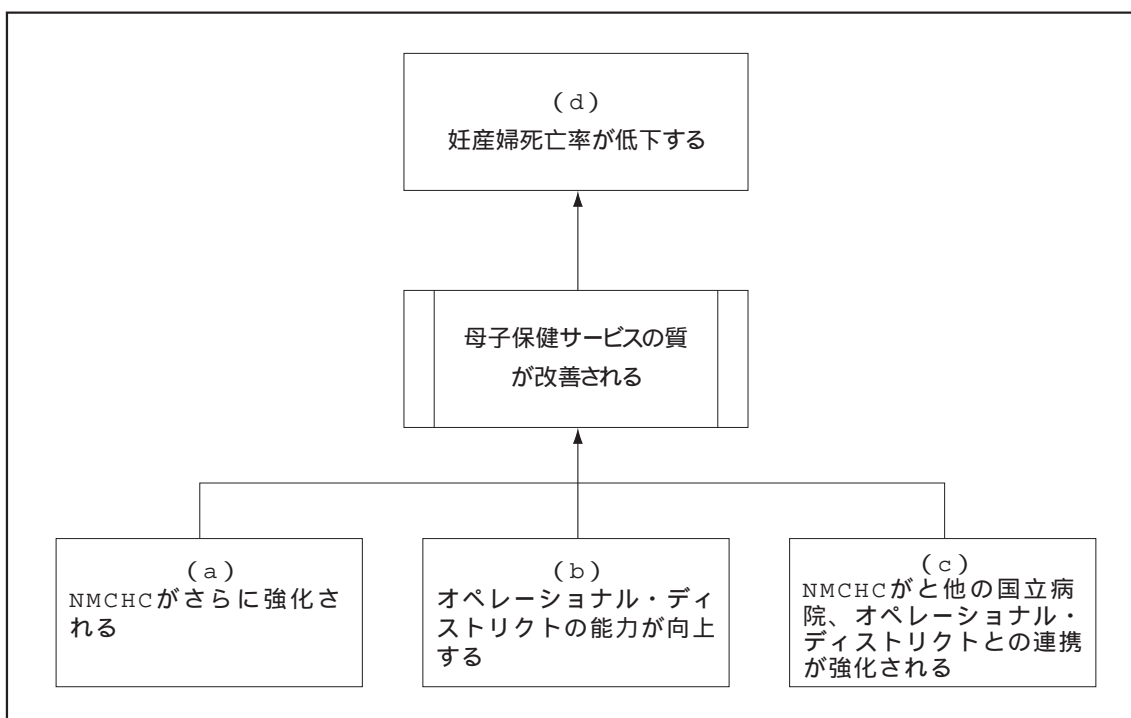 (d)
妊産婦死亡率が低下する
母子保健サービスの質
が改善される
(a)
NMCHCがさらに強化さ
れる
(b)
オペレーショナル・ディ
ストリクトの能力が向上
する
(c)
NMCHCがと他の国立病
院、オペレーショナル・
ディストリクトとの連携
が強化される